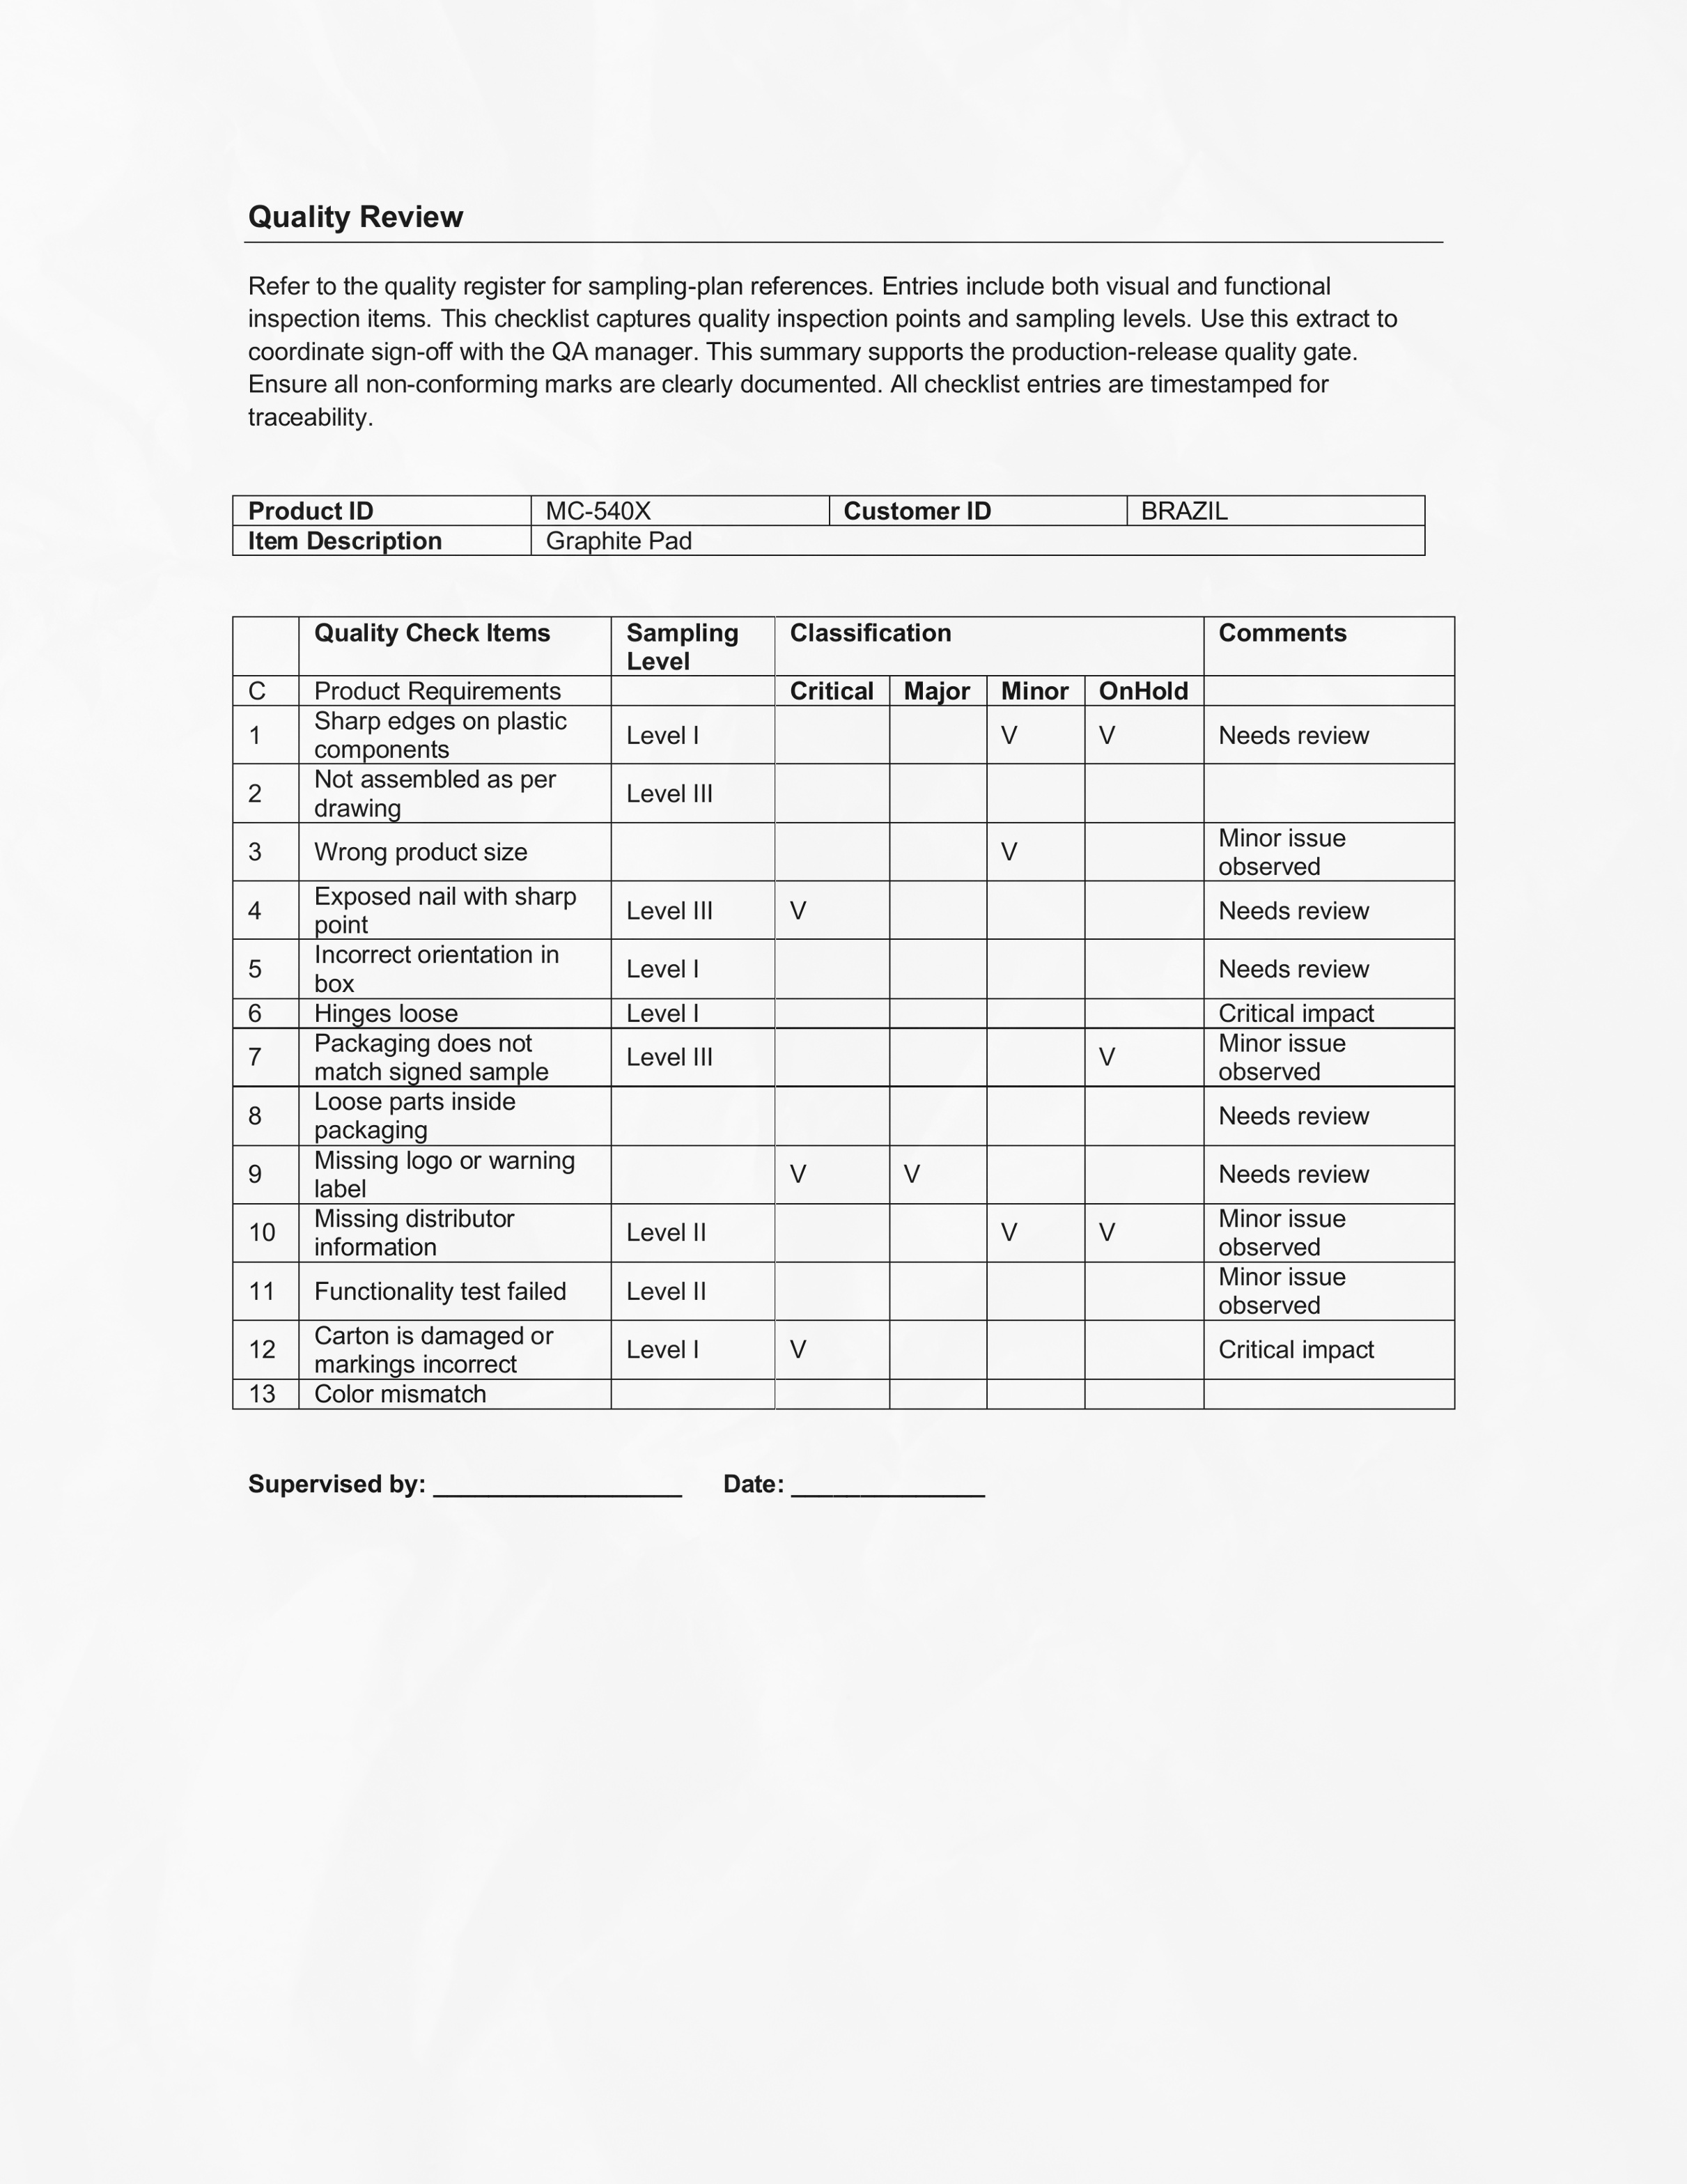 Quality Review
Refer to the quality register for sampling-plan references. Entries include both visual and functional
inspection items. This checklist captures quality inspection points and sampling levels. Use this extract to
coordinate sign-off with the QA manager. This summary supports the production-release quality gate.
Ensure all non-conforming marks are clearly documented. All checklist entries are timestamped for
traceability.
Product ID MC-540X Customer ID BRAZIL
Item Description Graphite Pad
Quality Check Items Sampling Level Classification Comments
C Product Requirements Critical Major Minor OnHold
1 Sharp edges on plastic components Level I V V Needs review
2 Not assembled as per drawing Level III
3 Wrong product size V Minor issue observed
4 Exposed nail with sharp point Level III V Needs review
5 Incorrect orientation in box Level I Needs review
6 Hinges loose Level I Critical impact
7 Packaging does not match signed sample Level III V Minor issue observed
8 Loose parts inside packaging Needs review
9 Missing logo or warning label V V Needs review
10 Missing distributor information Level II V V Minor issue observed
11 Functionality test failed Level II Minor issue observed
12 Carton is damaged or markings incorrect Level I V Critical impact
13 Color mismatch
Supervised by: __________________ Date: ______________